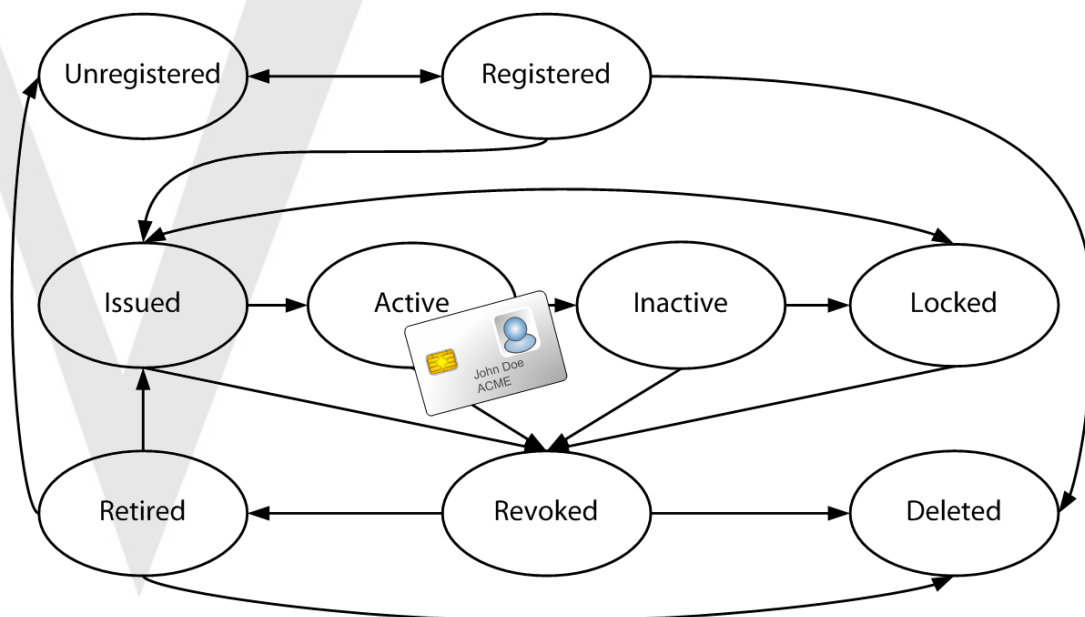 Unregistered
Registered
Issued
Active
Inactive
Locked
John Doe
ACME
Retired
Revoked
Deleted